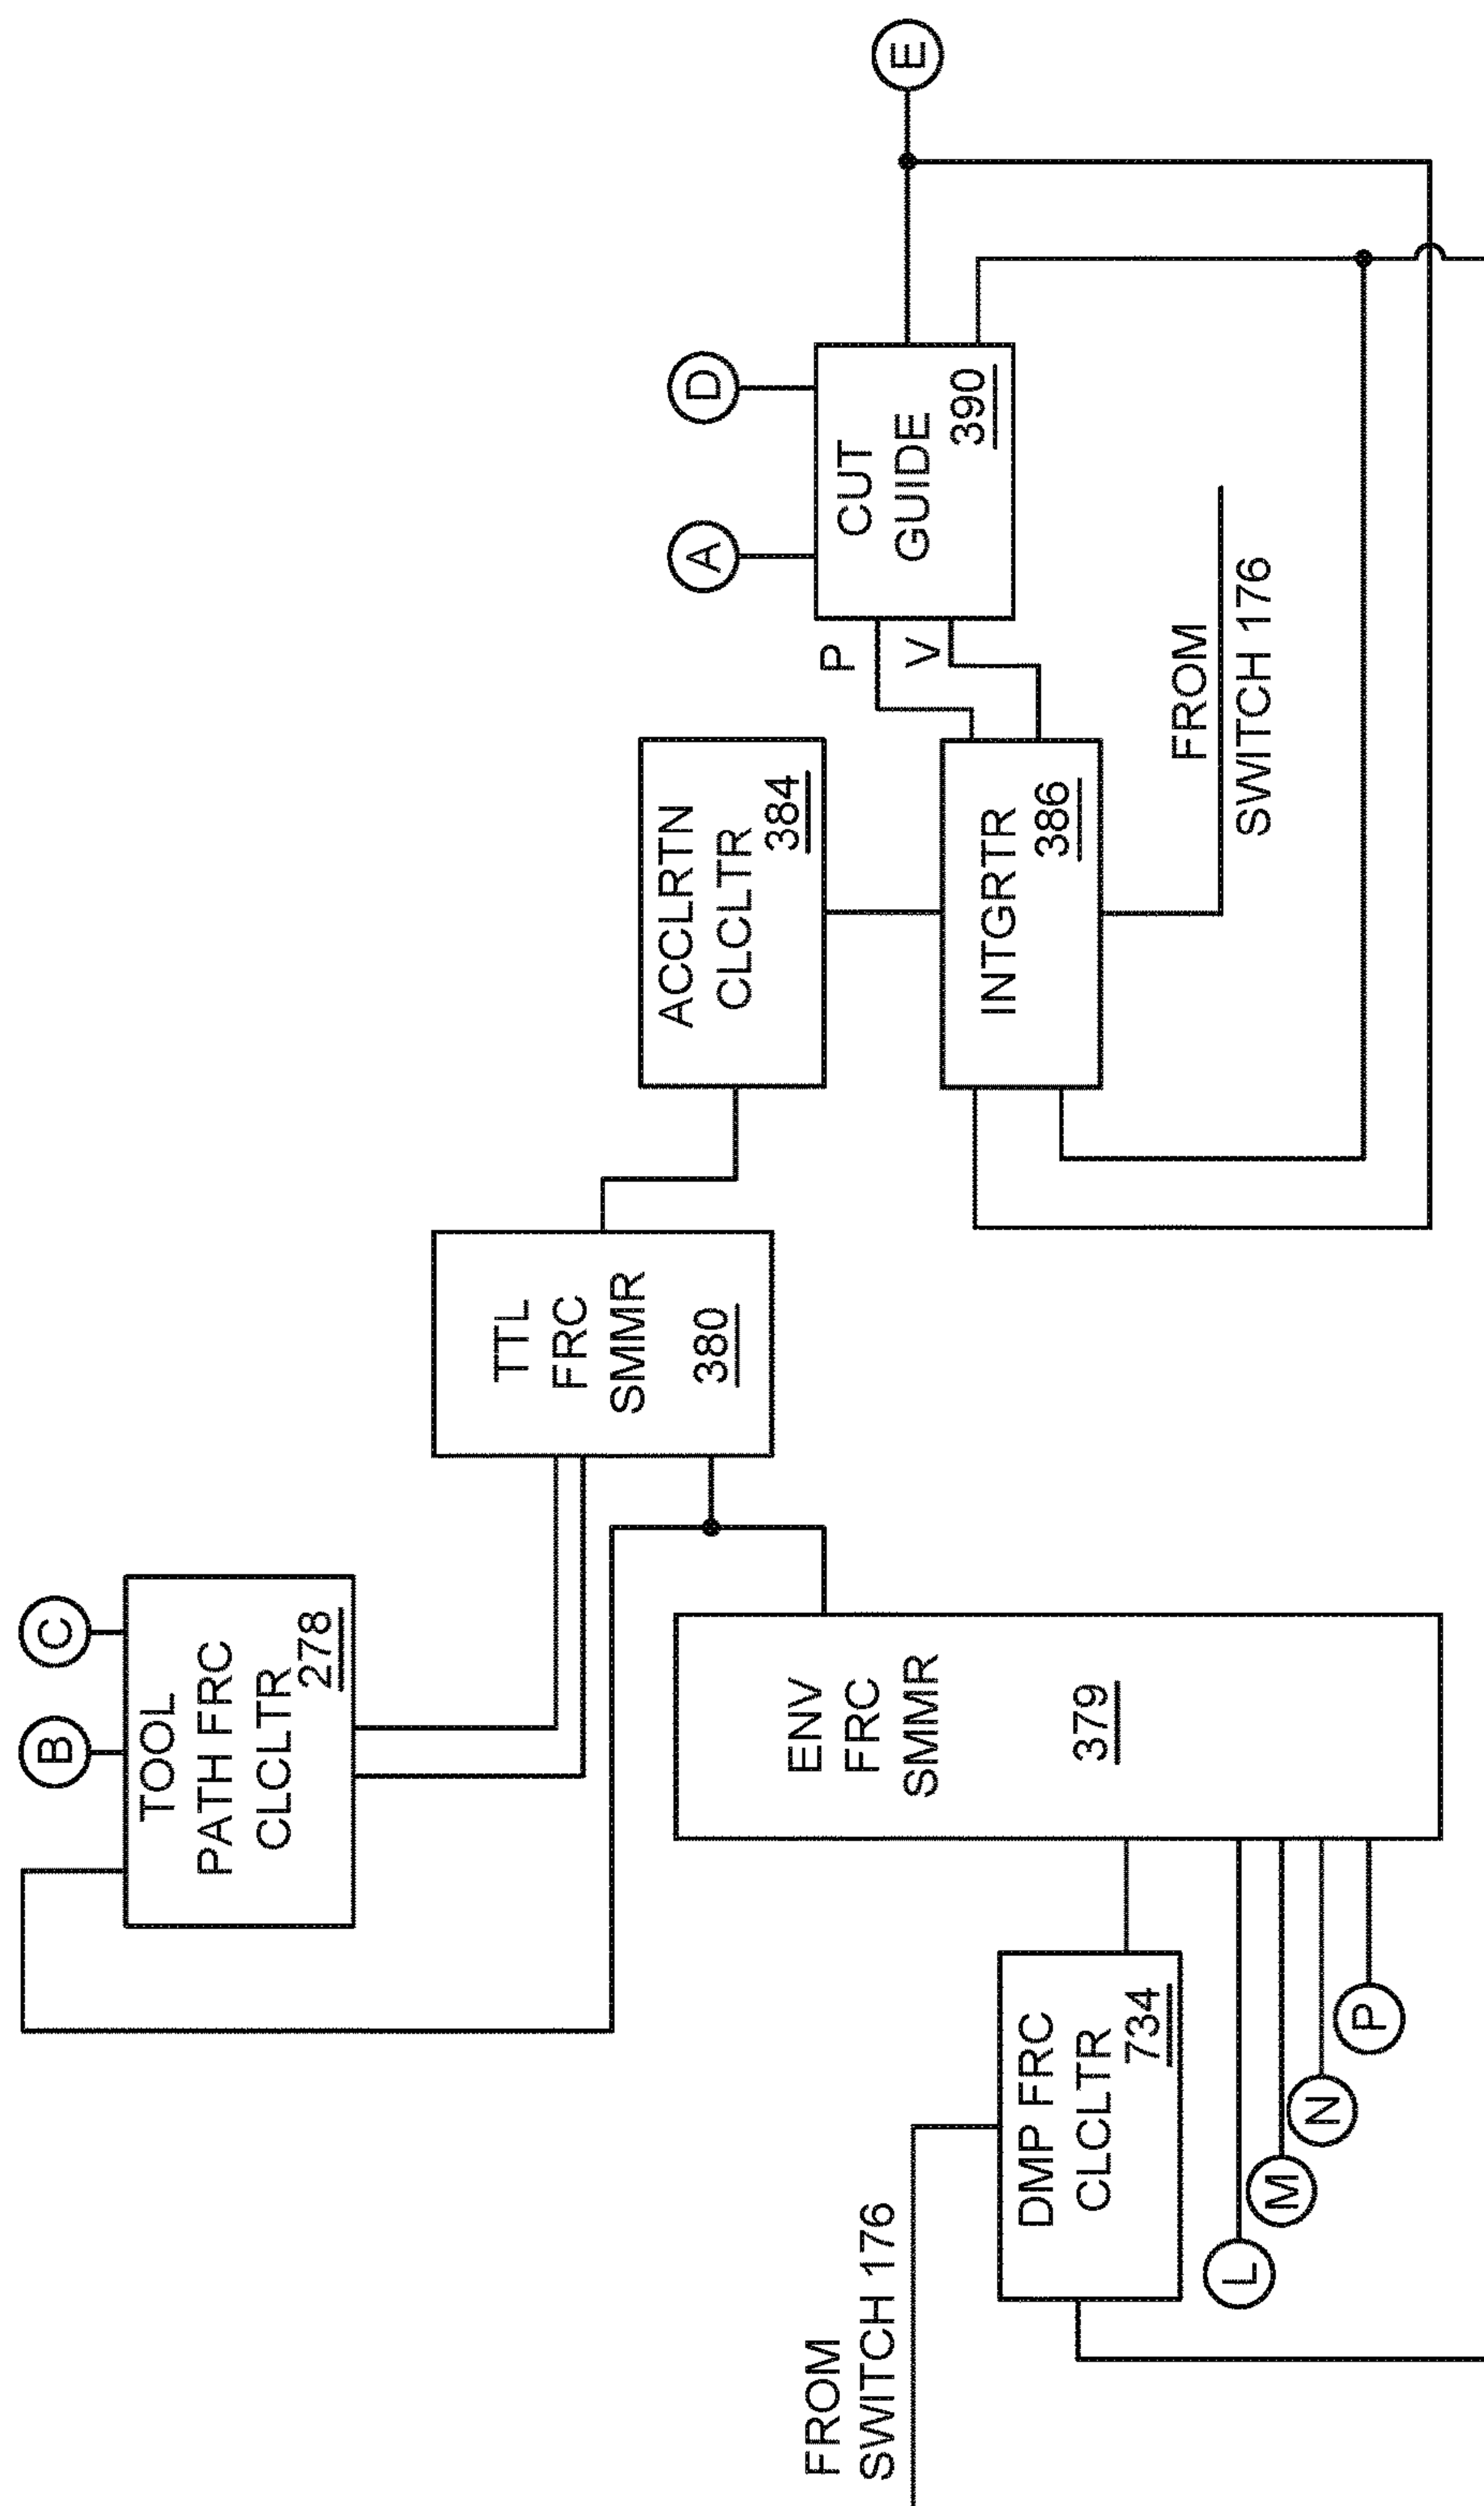 B
C
TOOL
PATH FRC
CLCLTR
278
TTL
FRC
SMMR
380
ACCLRTN
CLCLTR
384
A
D
P
V
CUT
GUIDE
390
E
FROM
SWITCH 176
ENV
FRC
SMMR
379
INTGRTR
386
FROM
SWITCH 176
DMP FRC
CLCLTR
734
L
M
N
P